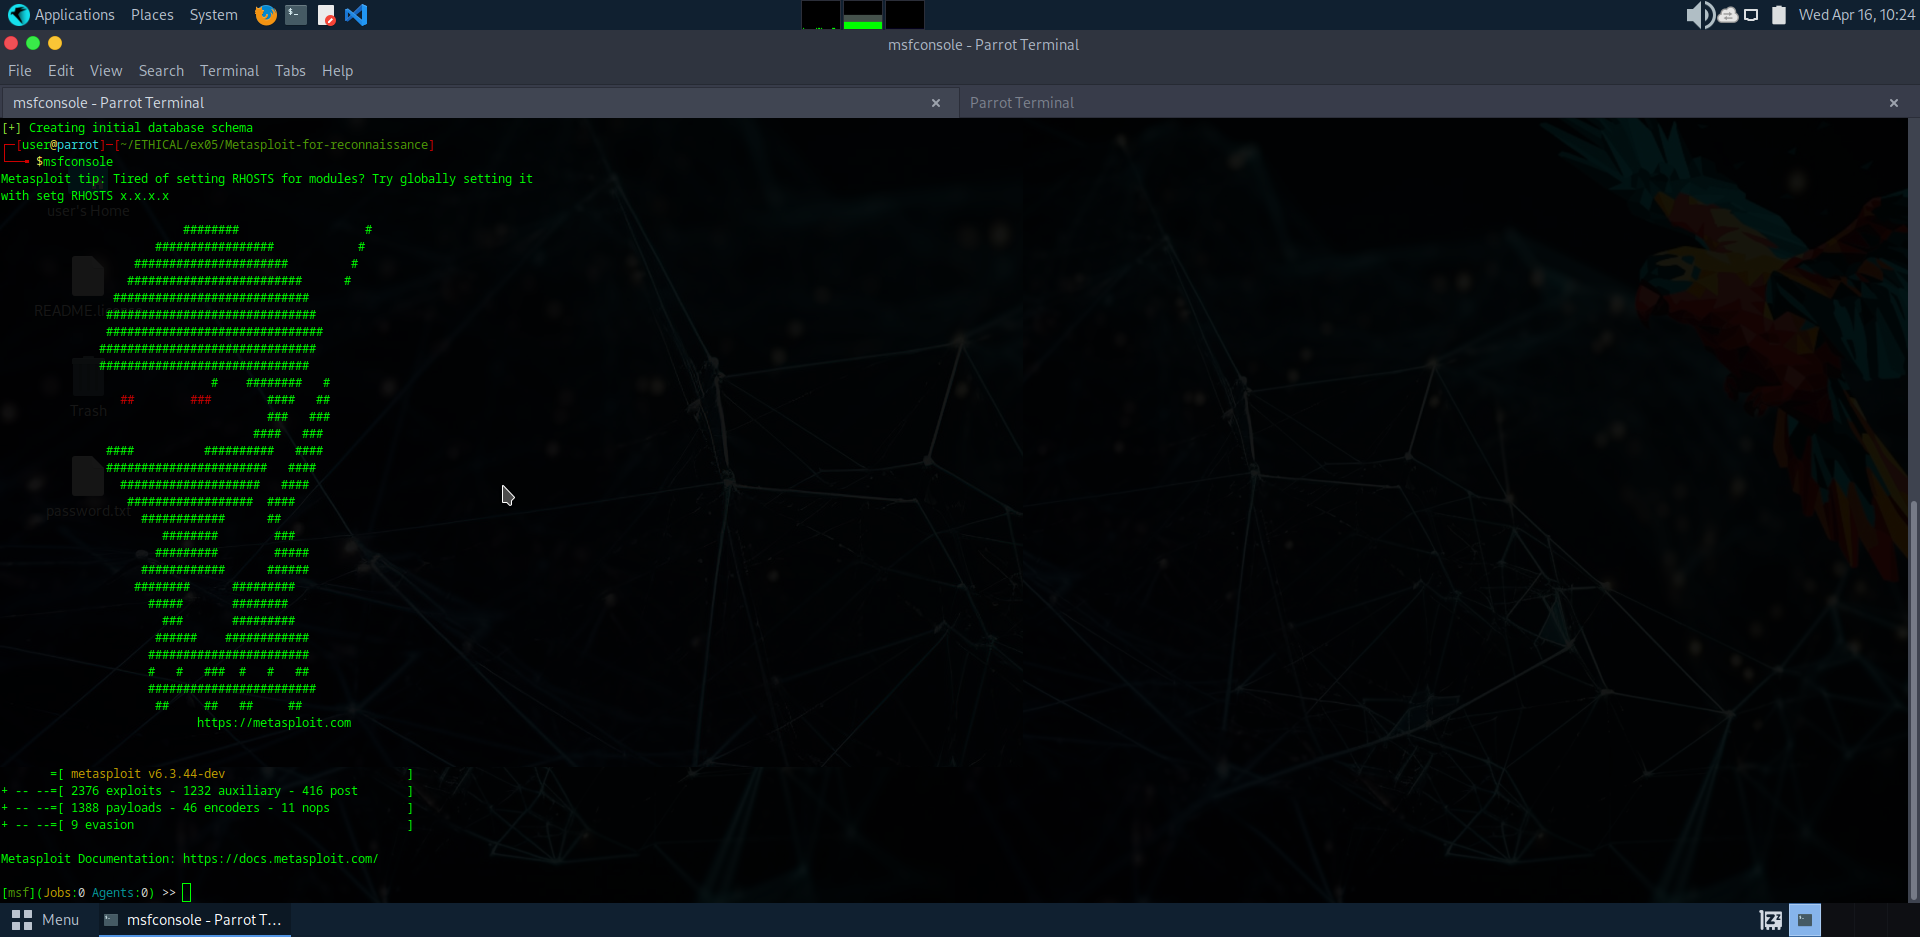 Applications Places System Wed Apr 16, 10:24
msfconsole - Parrot Terminal
File Edit View Search Terminal Tabs Help
msfconsole - Parrot Terminal × Parrot Terminal ×
[+] Creating initial database schema
┌─[user@parrot]─[~/ETHICAL/ex05/Metasploit-for-reconnaissance]
└──╼ $msfconsole
Metasploit tip: Tired of setting RHOSTS for modules? Try globally setting it
with setg RHOSTS x.x.x.x
user's Home
README.li
Trash
password.txt
https://metasploit.com
=[ metasploit v6.3.44-dev ]
+ -- --=[ 2376 exploits - 1232 auxiliary - 416 post ]
+ -- --=[ 1388 payloads - 46 encoders - 11 nops ]
+ -- --=[ 9 evasion ]
Metasploit Documentation: https://docs.metasploit.com/
[msf](Jobs:0 Agents:0) >>
Menu msfconsole - Parrot T...